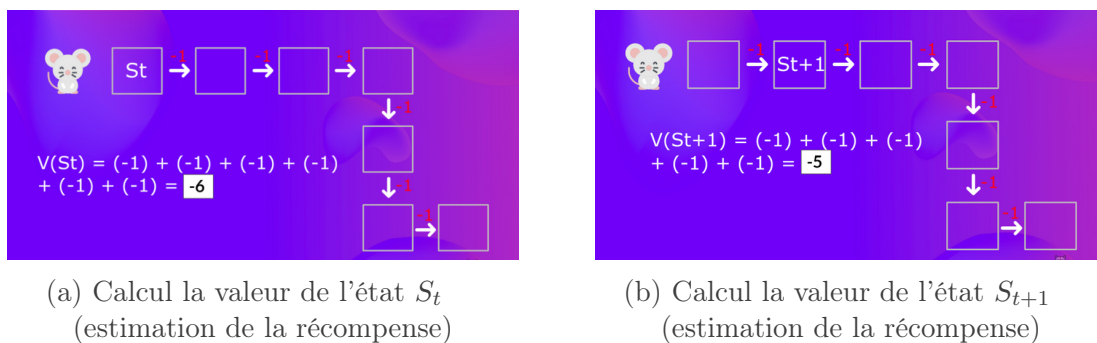 St
-1
-1
-1
-1
-1
-1
V(St) = (-1) + (-1) + (-1) + (-1)
+ (-1) + (-1) = -6
(a) Calcul la valeur de l'état $S_t$
(estimation de la récompense)
St+1
-1
-1
-1
-1
-1
-1
V(St+1) = (-1) + (-1) + (-1)
+ (-1) + (-1) = -5
(b) Calcul la valeur de l'état $S_{t+1}$
(estimation de la récompense)